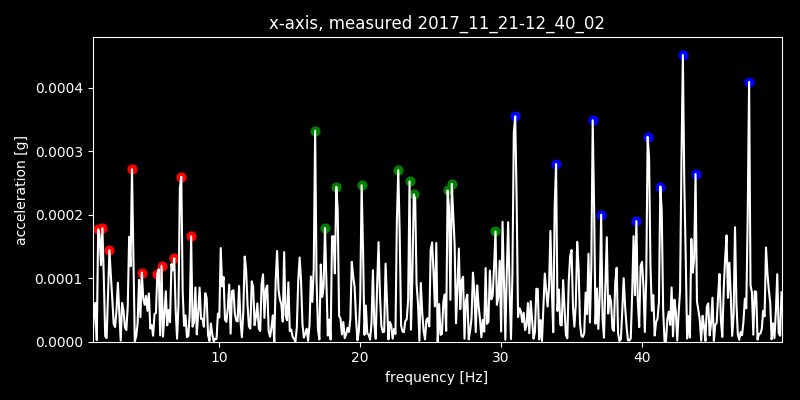 x-axis, measured 2017_11_21-12_40_02
acceleration [g]
0.0004
0.0003
0.0002
0.0001
0.0000
10 20 30 40
frequency [Hz]